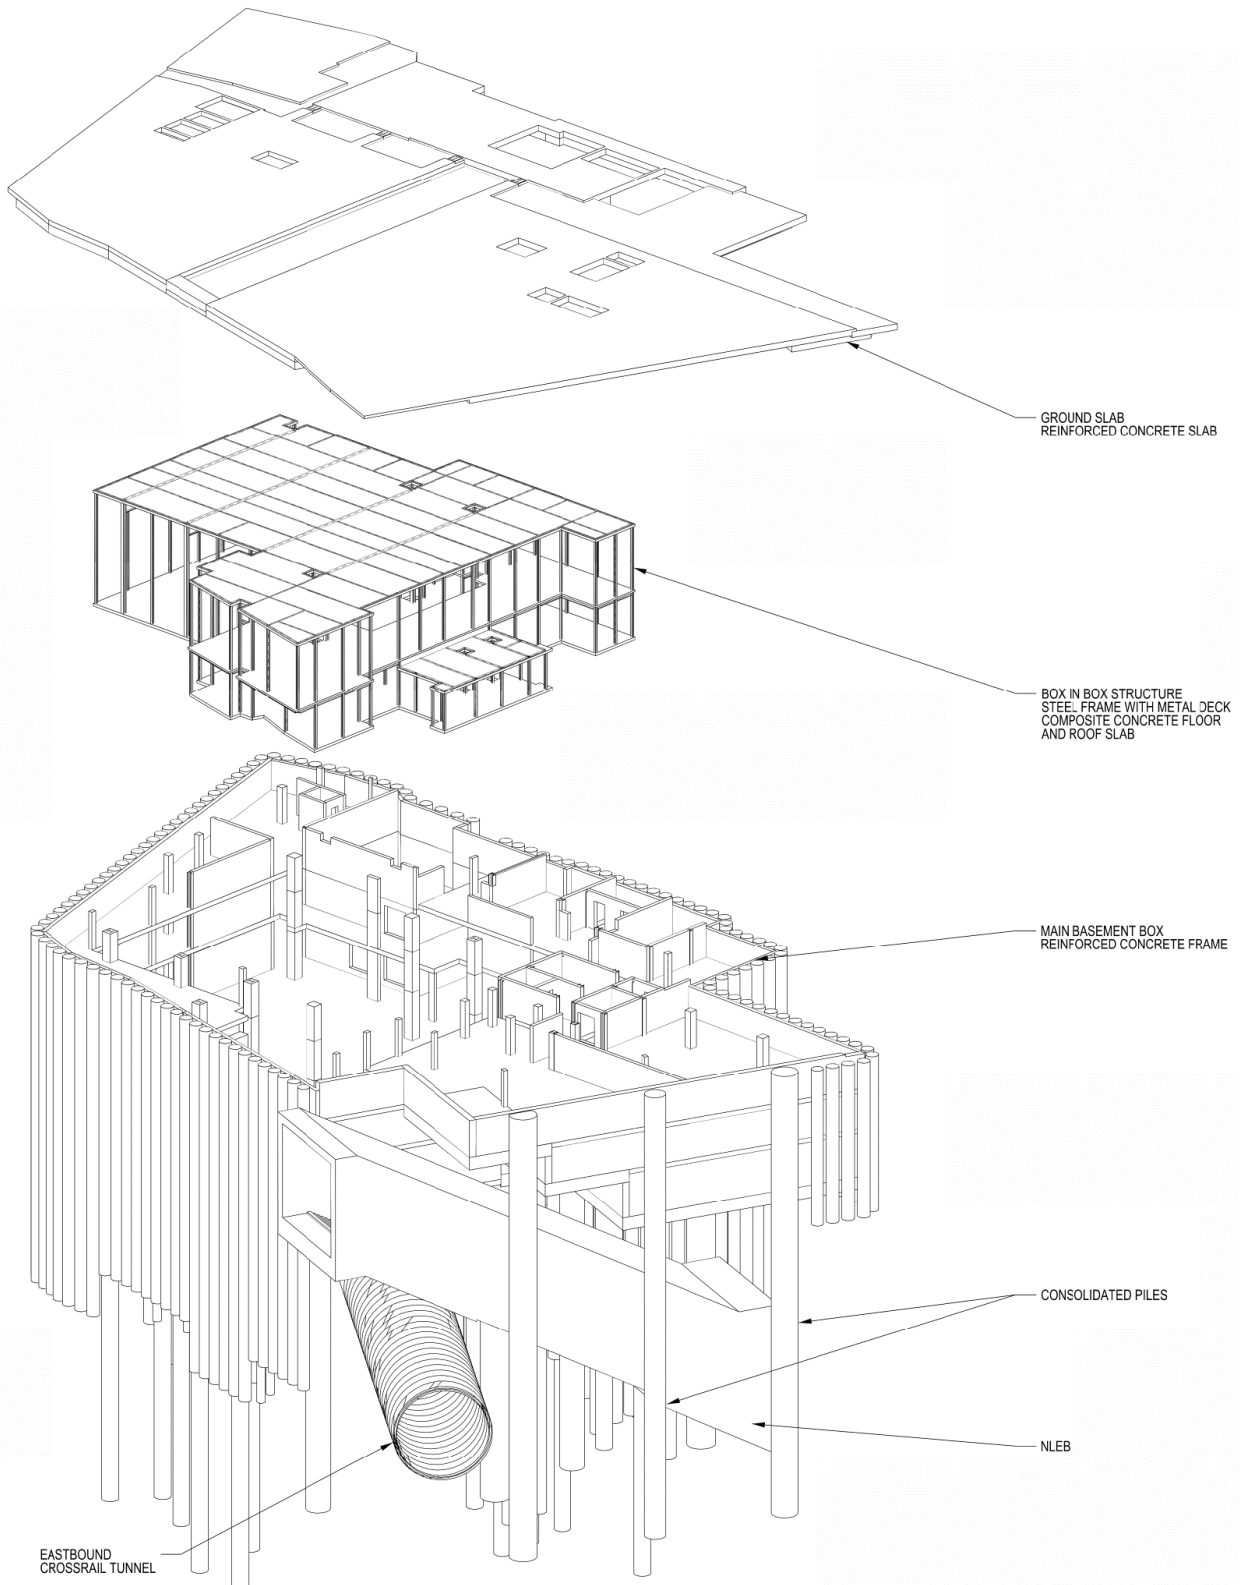 GROUND SLAB
REINFORCED CONCRETE SLAB
BOX IN BOX STRUCTURE
STEEL FRAME WITH METAL DECK
COMPOSITE CONCRETE FLOOR
AND ROOF SLAB
MAIN BASEMENT BOX
REINFORCED CONCRETE FRAME
CONSOLIDATED PILES
NLEB
EASTBOUND
CROSSRAIL TUNNEL